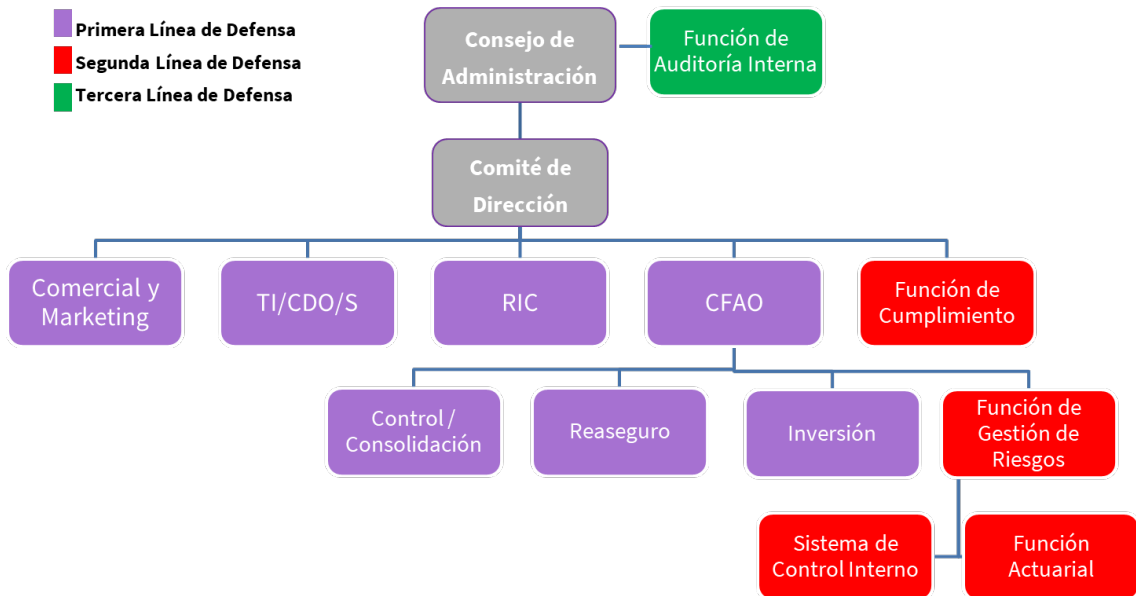 Primera Línea de Defensa
Segunda Línea de Defensa
Tercera Línea de Defensa
Consejo de
Administración
Función de
Auditoría Interna
Comité de
Dirección
Comercial y
Marketing
TI/CDO/S
RIC
CFAO
Función de
Cumplimiento
Control /
Consolidación
Reaseguro
Inversión
Función de
Gestión de
Riesgos
Sistema de
Control Interno
Función
Actuarial